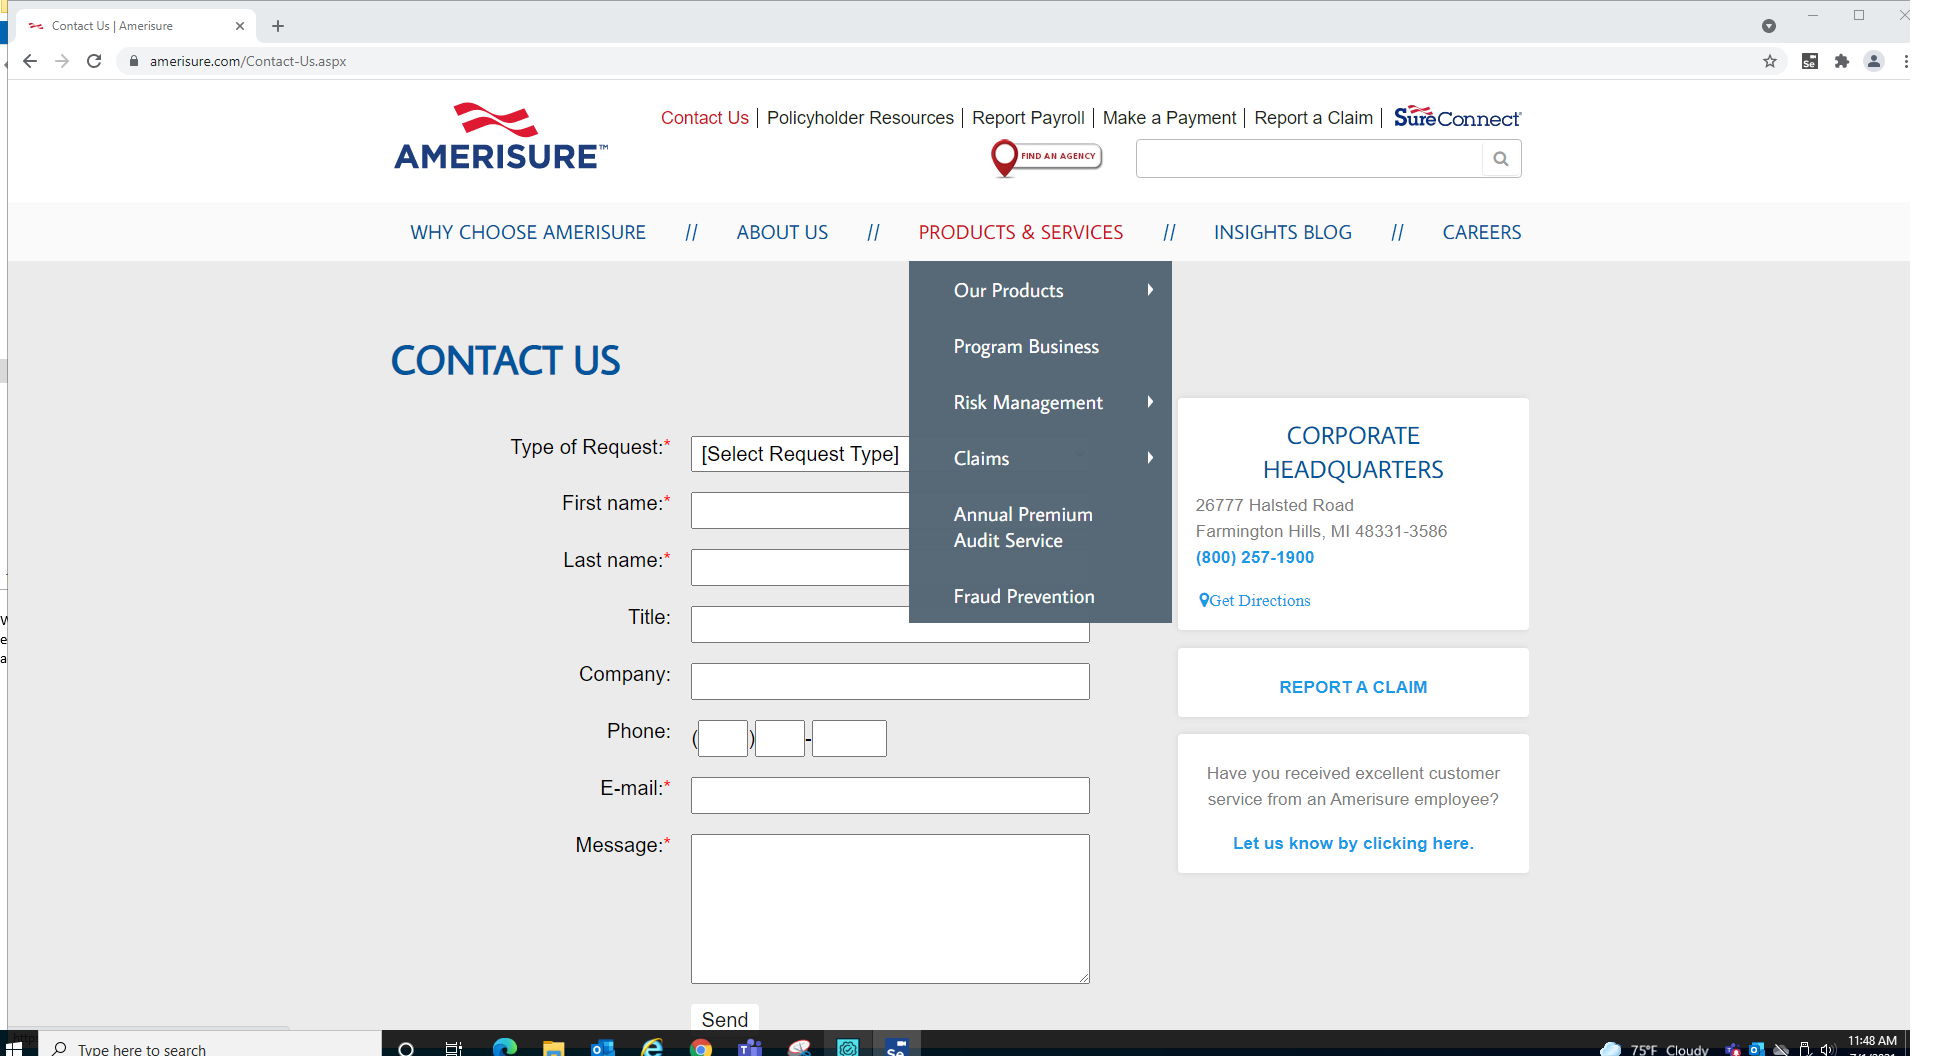 Contact Us | Amerisure
amerisure.com/Contact-Us.aspx
Se
AMERISURE™
Contact Us | Policyholder Resources | Report Payroll | Make a Payment | Report a Claim | SureConnect
FIND AN AGENCY
WHY CHOOSE AMERISURE // ABOUT US // PRODUCTS & SERVICES // INSIGHTS BLOG // CAREERS
Our Products
Program Business
Risk Management
Claims
Annual Premium
Audit Service
Fraud Prevention
CONTACT US
Type of Request:*
[Select Request Type]
First name:*
Last name:*
Title:
Company:
Phone:
( ) -
E-mail:*
Message:*
Send
CORPORATE
HEADQUARTERS
26777 Halsted Road
Farmington Hills, MI 48331-3586
(800) 257-1900
Get Directions
REPORT A CLAIM
Have you received excellent customer
service from an Amerisure employee?
Let us know by clicking here.
Type here to search
Se
75°F Cloudy
11:48 AM